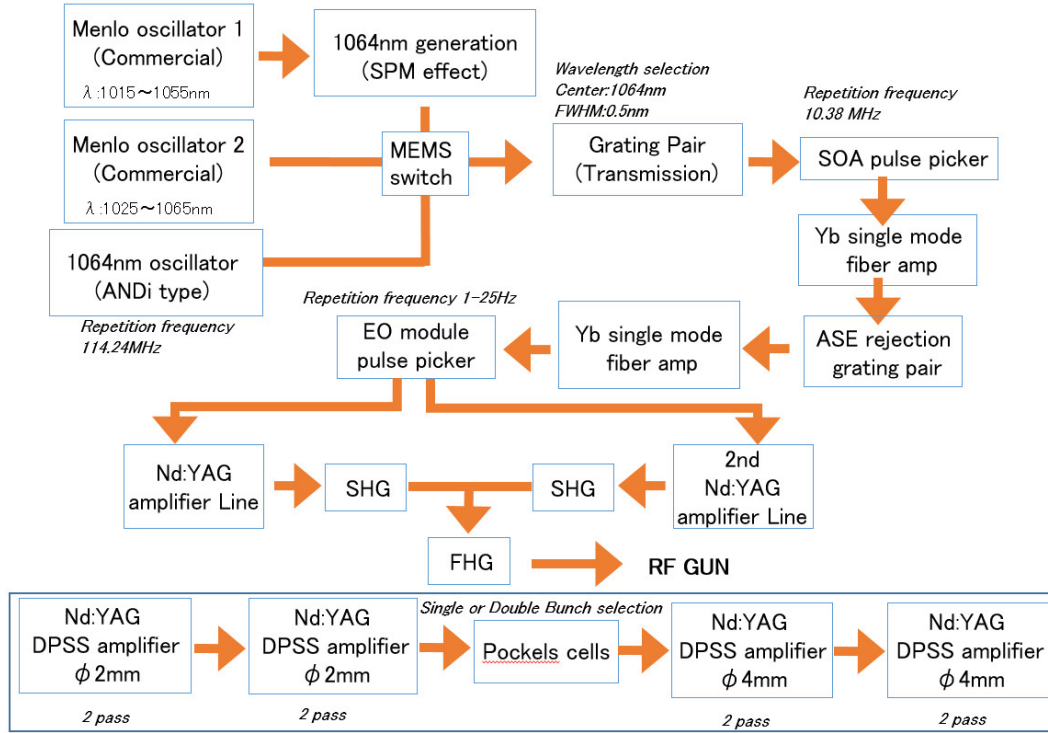 Menlo oscillator 1
(Commercial)
λ:1015～1055nm
1064nm generation
(SPM effect)
Wavelength selection
Center:1064nm
FWHM:0.5nm
Repetition frequency
10.38 MHz
Menlo oscillator 2
(Commercial)
λ:1025～1065nm
MEMS
switch
Grating Pair
(Transmission)
SOA pulse picker
1064nm oscillator
(ANDi type)
Repetition frequency
114.24MHz
Yb single mode
fiber amp
Repetition frequency 1-25Hz
EO module
pulse picker
Yb single mode
fiber amp
ASE rejection
grating pair
Nd:YAG
amplifier Line
SHG
SHG
2nd
Nd:YAG
amplifier Line
FHG
RF GUN
Nd:YAG
DPSS amplifier
φ2mm
2 pass
Nd:YAG
DPSS amplifier
φ2mm
2 pass
Single or Double Bunch selection
Pockels cells
Nd:YAG
DPSS amplifier
φ4mm
2 pass
Nd:YAG
DPSS amplifier
φ4mm
2 pass